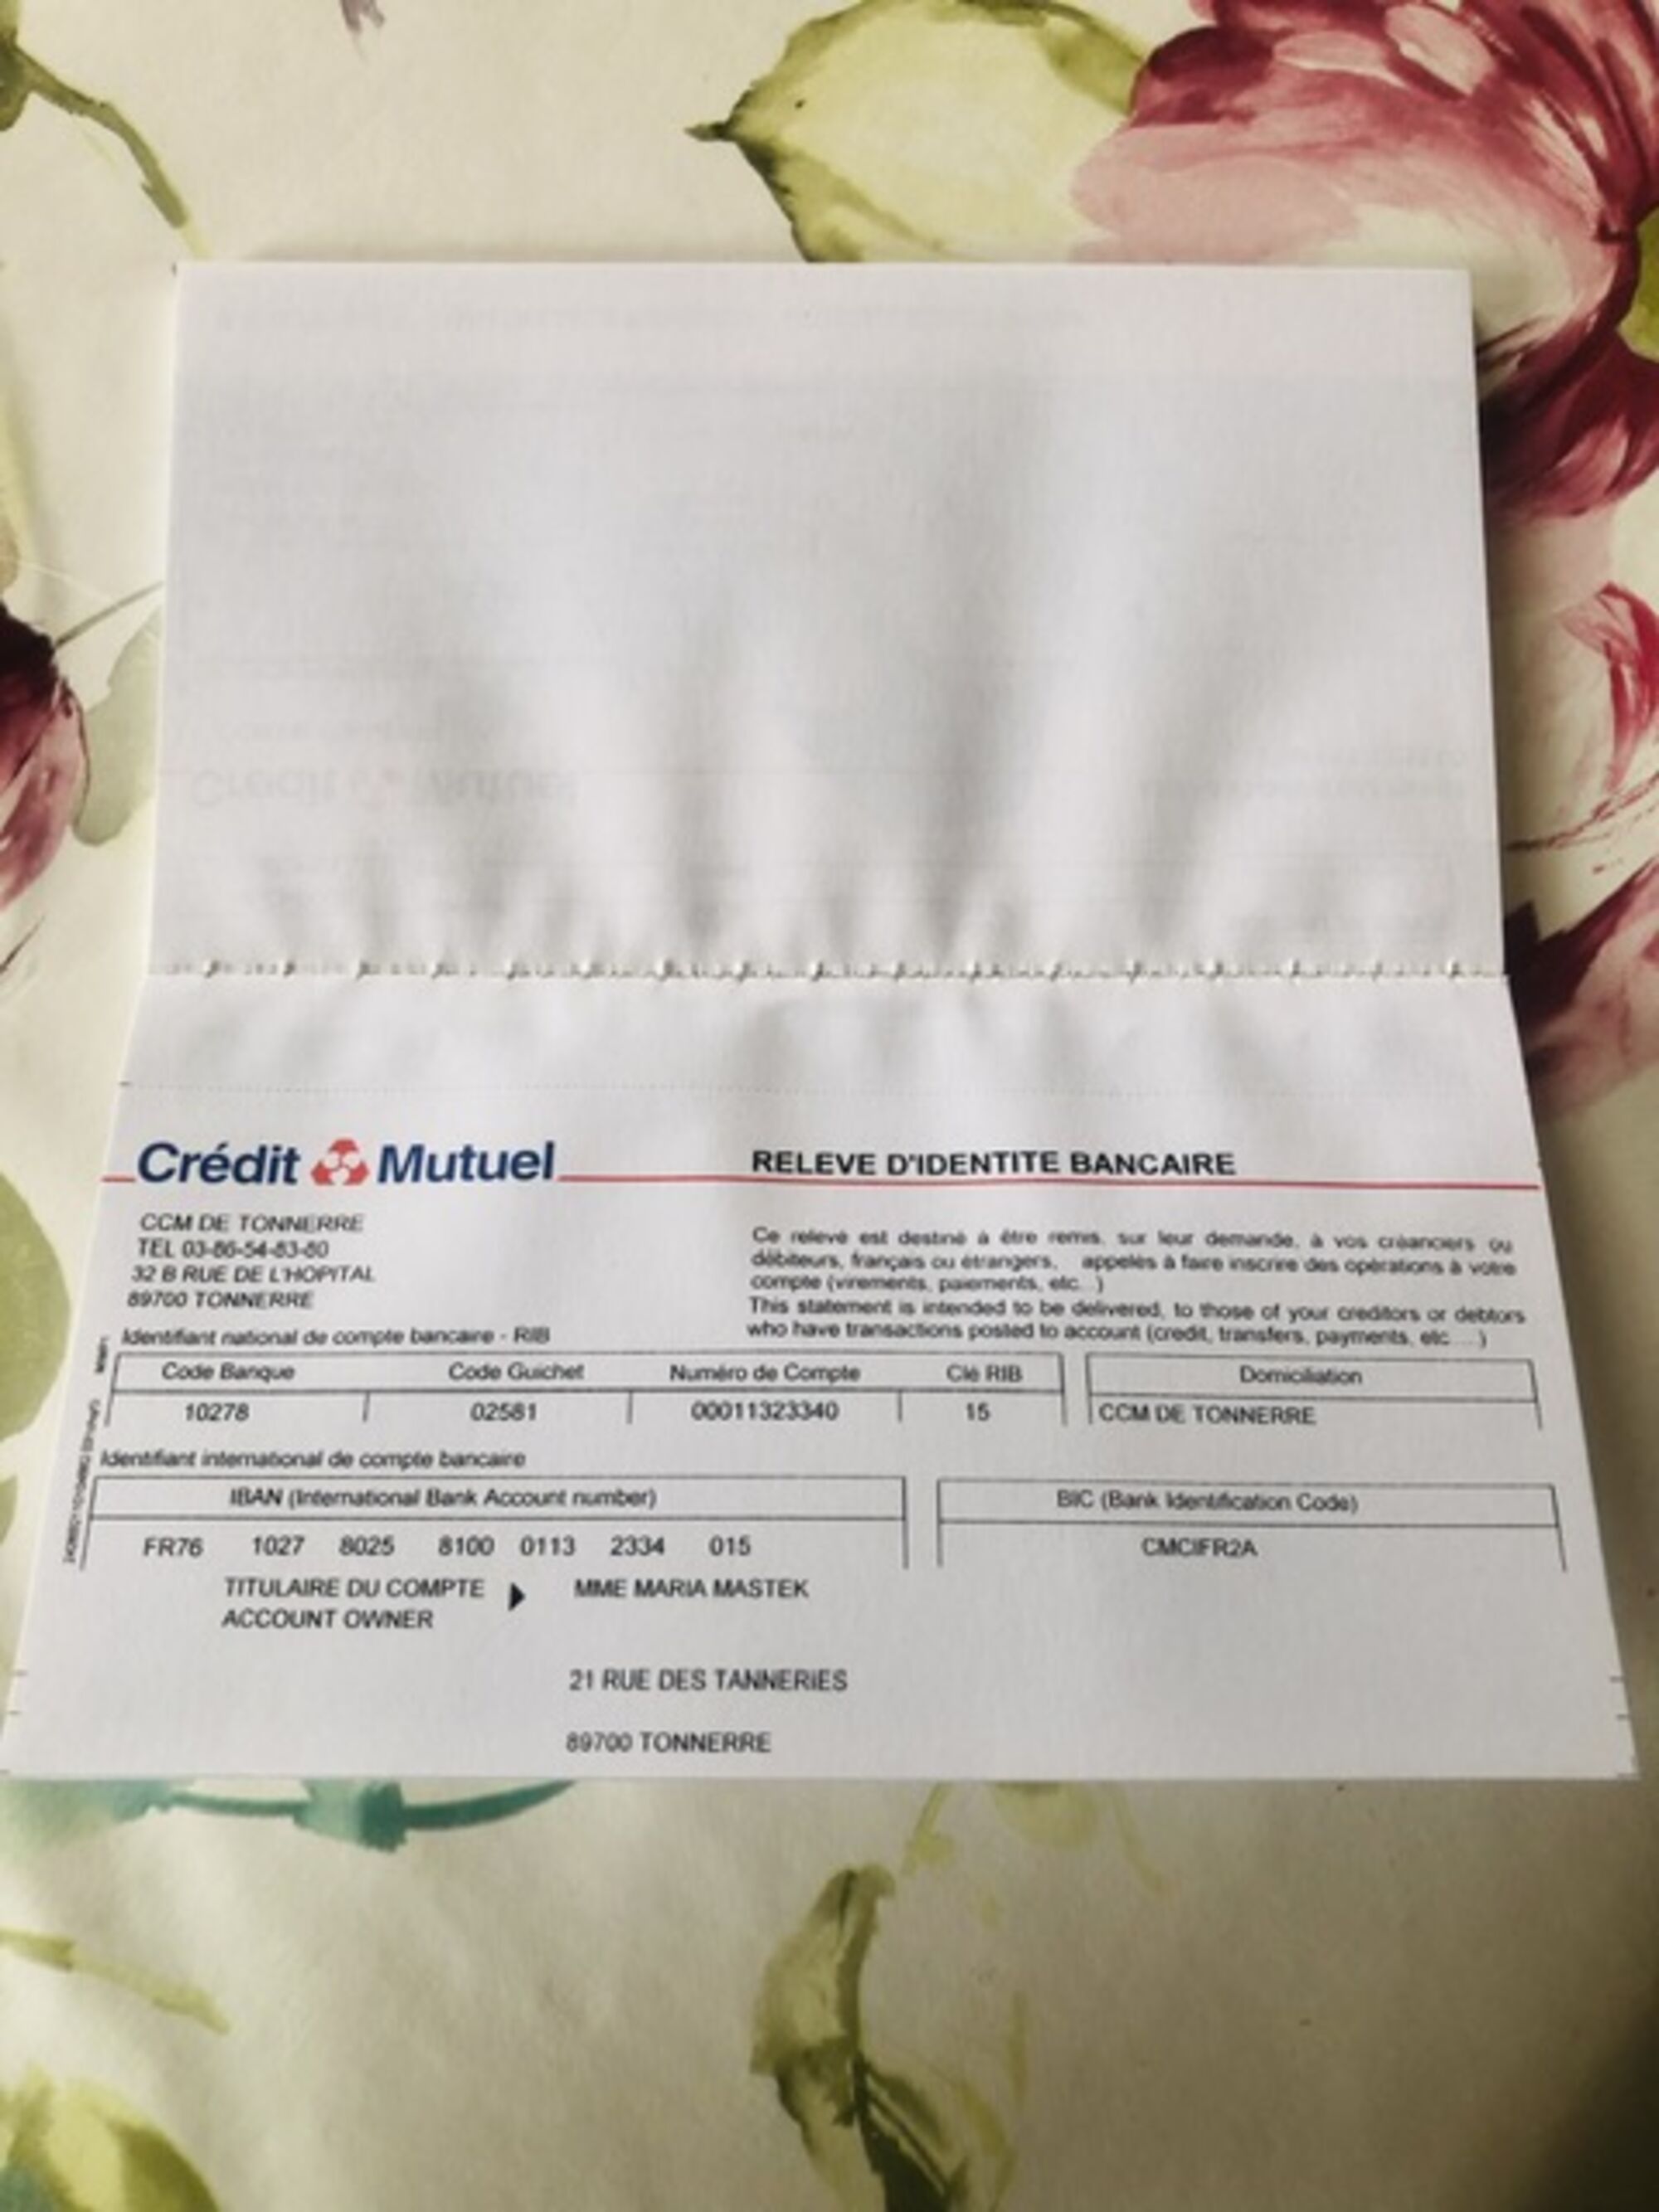 Crédit Mutuel
RELEVE D'IDENTITE BANCAIRE
CCM DE TONNERRE
TEL 03-86-54-83-80
32 B RUE DE L'HOPITAL
89700 TONNERRE
Ce relevé est destiné à être remis, sur leur demande, à vos créanciers ou
débiteurs, français ou étrangers, appelés à faire inscrire des opérations à votre
compte (virements, paiements, etc...)
This statement is intended to be delivered, to those of your creditors or debtors
who have transactions posted to account (credit, transfers, payments, etc ....)
Identifiant national de compte bancaire - RIB
Code Banque Code Guichet Numéro de Compte Clé RIB Domiciliation
10278 02581 00011323340 15 CCM DE TONNERRE
Identifiant international de compte bancaire
IBAN (International Bank Account number) BIC (Bank Identification Code)
FR76 1027 8025 8100 0113 2334 015 CMCIFR2A
TITULAIRE DU COMPTE MME MARIA MASTEK
ACCOUNT OWNER
21 RUE DES TANNERIES
89700 TONNERRE